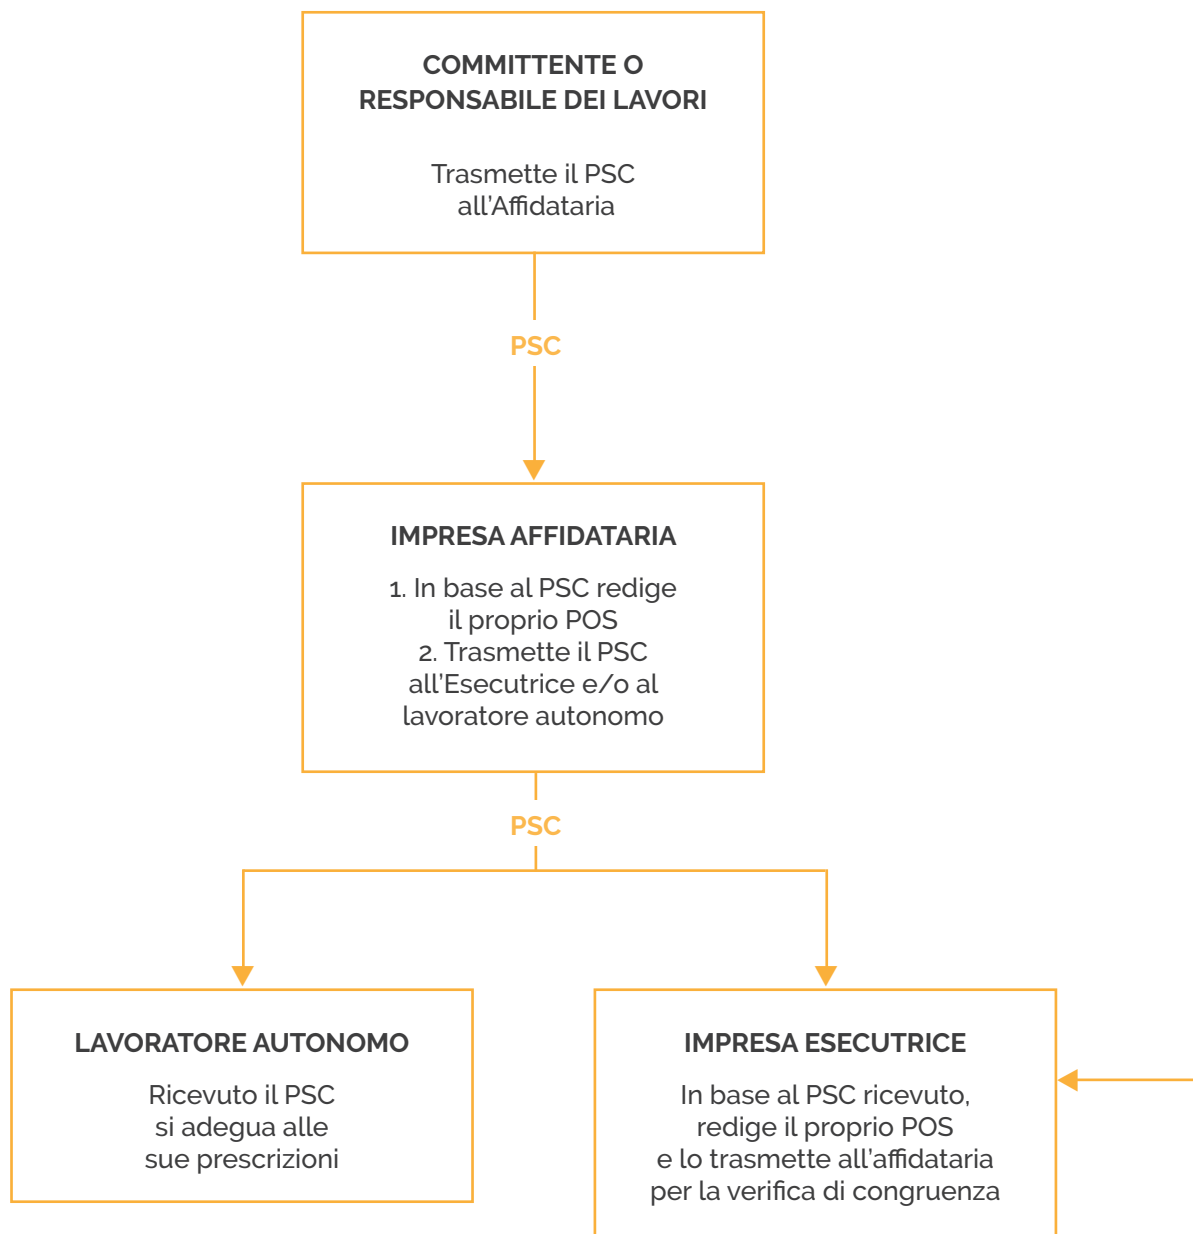 COMMITTENTE O
RESPONSABILE DEI LAVORI
Trasmette il PSC
all’Affidataria
PSC
IMPRESA AFFIDATARIA
1. In base al PSC redige
il proprio POS
2. Trasmette il PSC
all’Esecutrice e/o al
lavoratore autonomo
PSC
LAVORATORE AUTONOMO
Ricevuto il PSC
si adegua alle
sue prescrizioni
IMPRESA ESECUTRICE
In base al PSC ricevuto,
redige il proprio POS
e lo trasmette all’affidataria
per la verifica di congruenza